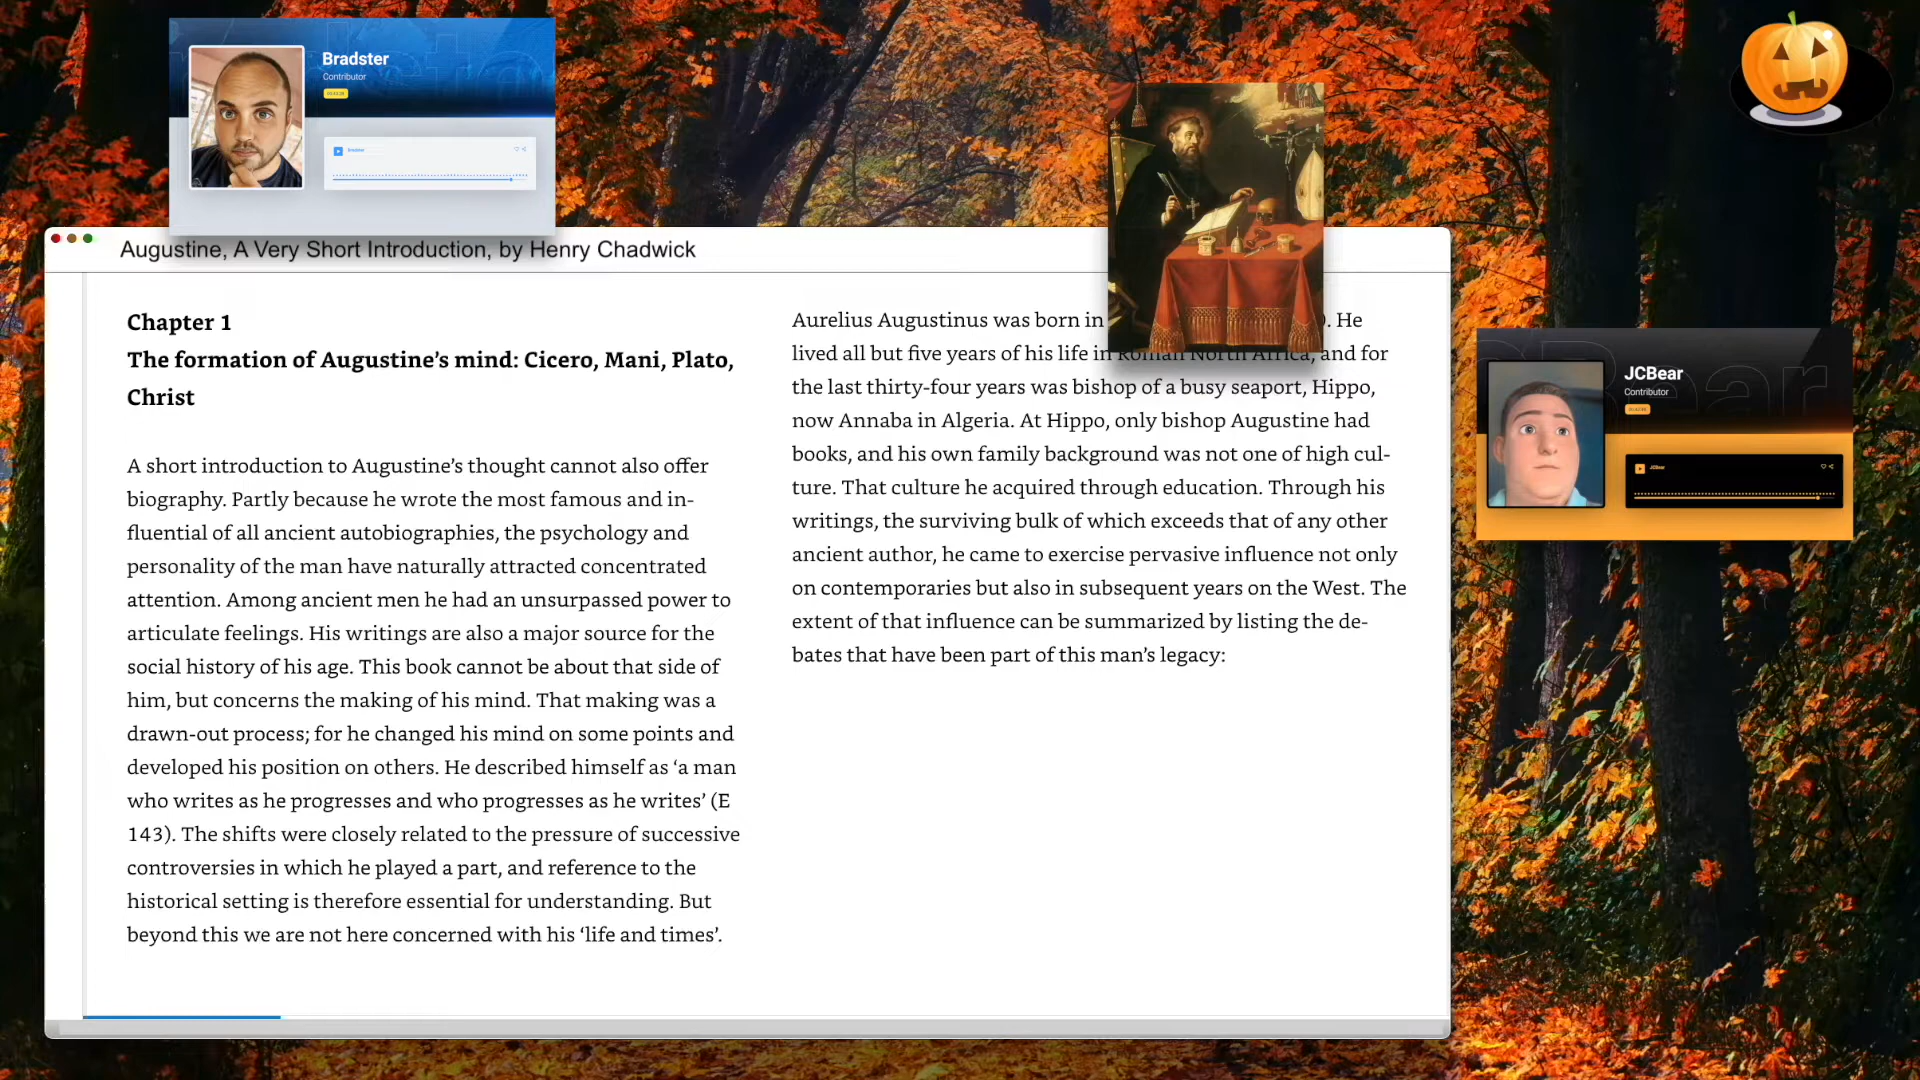 Bradster
Contributor
Bradster
Augustine, A Very Short Introduction, by Henry Chadwick
Chapter 1
The formation of Augustine’s mind: Cicero, Mani, Plato,
Christ
A short introduction to Augustine’s thought cannot also offer
biography. Partly because he wrote the most famous and in-
fluential of all ancient autobiographies, the psychology and
personality of the man have naturally attracted concentrated
attention. Among ancient men he had an unsurpassed power to
articulate feelings. His writings are also a major source for the
social history of his age. This book cannot be about that side of
him, but concerns the making of his mind. That making was a
drawn-out process; for he changed his mind on some points and
developed his position on others. He described himself as ‘a man
who writes as he progresses and who progresses as he writes’ (E
143). The shifts were closely related to the pressure of successive
controversies in which he played a part, and reference to the
historical setting is therefore essential for understanding. But
beyond this we are not here concerned with his ‘life and times’.
Aurelius Augustinus was born in ). He
lived all but five years of his life in Roman North Africa, and for
the last thirty-four years was bishop of a busy seaport, Hippo,
now Annaba in Algeria. At Hippo, only bishop Augustine had
books, and his own family background was not one of high cul-
ture. That culture he acquired through education. Through his
writings, the surviving bulk of which exceeds that of any other
ancient author, he came to exercise pervasive influence not only
on contemporaries but also in subsequent years on the West. The
extent of that influence can be summarized by listing the de-
bates that have been part of this man’s legacy:
JCBear
Contributor
JCBear